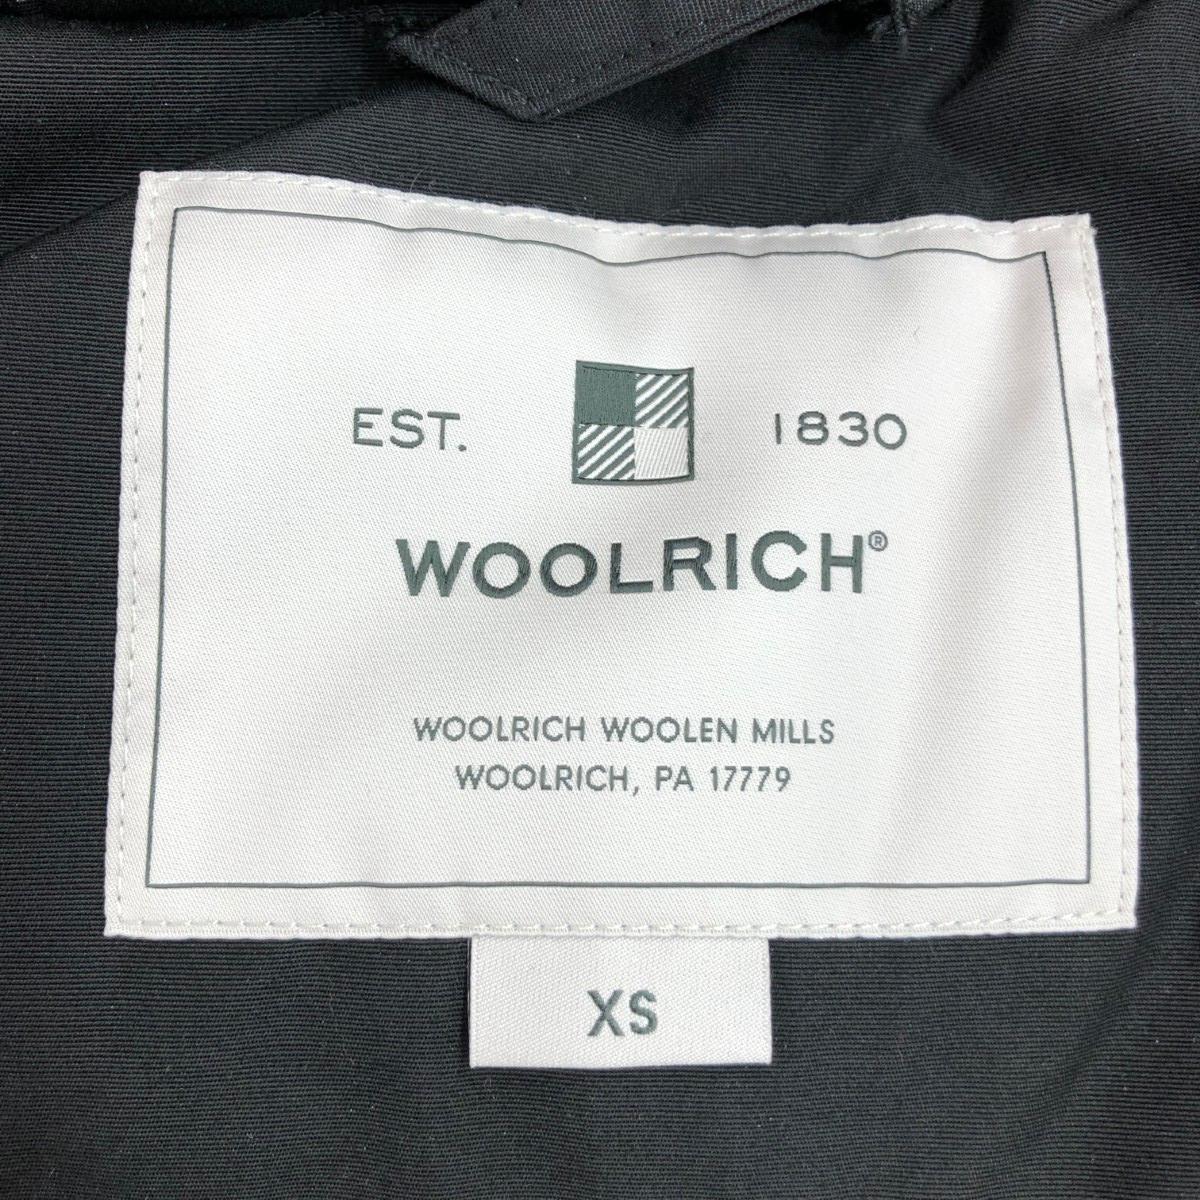 EST. 1830
WOOLRICH®
WOOLRICH WOOLEN MILLS
WOOLRICH, PA 17779
XS